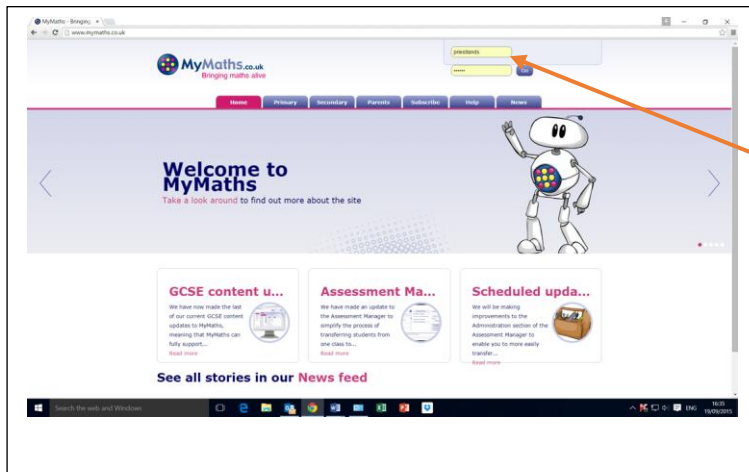 MyMaths - Bringing
www.mymaths.co.uk
MyMaths.co.uk
Bringing maths alive
priestlands
Go
Home Primary Secondary Parents Subscribe Help News
Welcome to
MyMaths
Take a look around to find out more about the site
GCSE content u...
We have now made the last
of our current GCSE content
updates to MyMaths,
meaning that MyMaths can
fully support...
Read more
Assessment Ma...
We have made an update to
the Assessment Manager to
simplify the process of
transferring students from
one class to...
Read more
Scheduled upda...
We will be making
improvements to the
Administration section of the
Assessment Manager to
enable you to more easily
transfer...
Read more
See all stories in our News feed
Search the web and Windows
ENG
16:35
19/09/2015